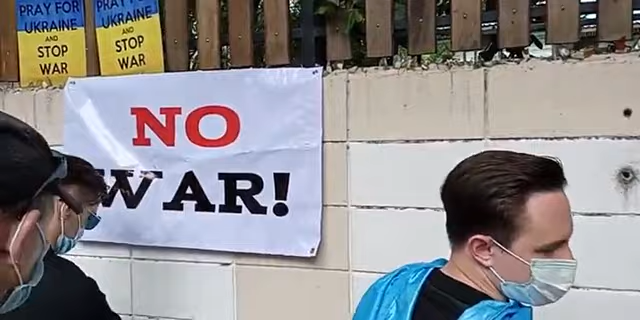 PRAY FOR
UKRAINE
AND
STOP
WAR
PRAY FOR
UKRAINE
AND
STOP
WAR
NO
WAR!